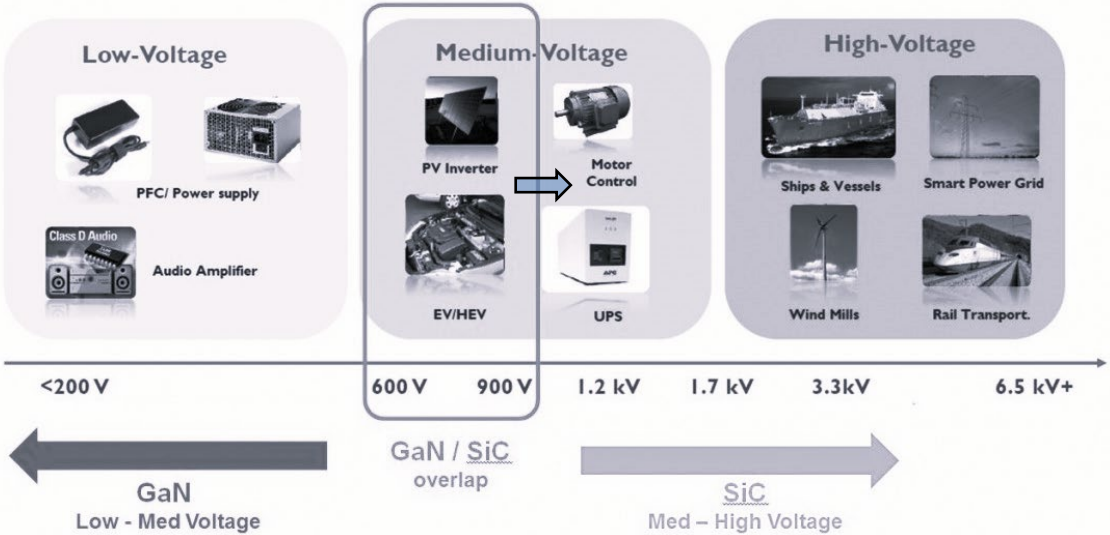 Low-Voltage
PFC/ Power supply
Class D Audio
Audio Amplifier
Medium-Voltage
PV Inverter
Motor
Control
EV/HEV
APC
UPS
High-Voltage
Ships & Vessels
Smart Power Grid
Wind Mills
Rail Transport.
<200 V
600 V
900 V
1.2 kV
1.7 kV
3.3kV
6.5 kV+
GaN
Low - Med Voltage
GaN / SiC
overlap
SiC
Med – High Voltage